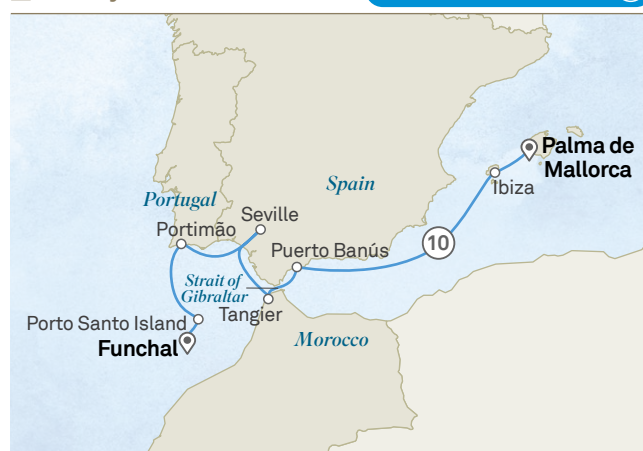 Palma de
Mallorca
Spain
Ibiza
Portugal
Seville
Portimão
10
Puerto Banús
Strait of
Gibraltar
Tangier
Porto Santo Island
Funchal
Morocco